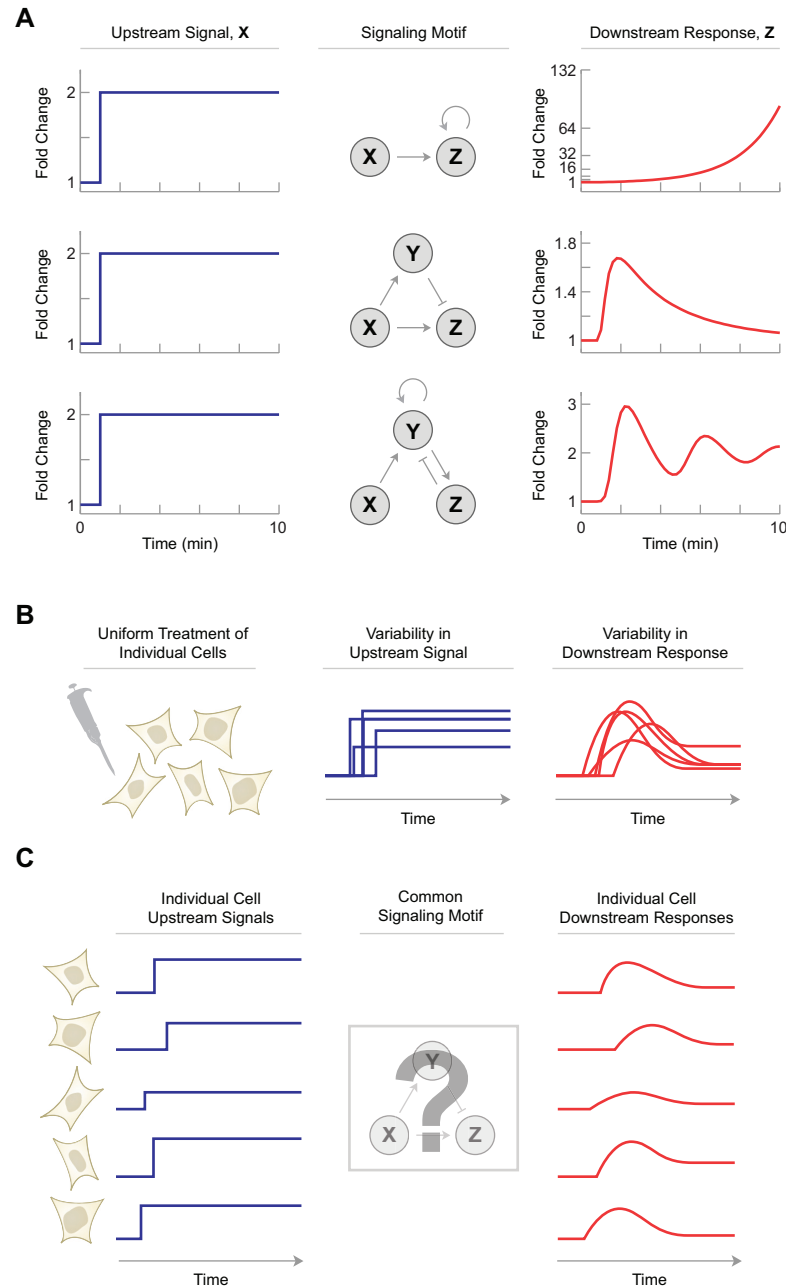 A
Upstream Signal, X
Signaling Motif
Downstream Response, Z
Fold Change
2
1
X
Z
Fold Change
132
64
32
16
1
Fold Change
2
1
Y
X
Z
Fold Change
1.8
1.4
1
Fold Change
2
1
0
10
Time (min)
Y
X
Z
Fold Change
3
2
1
0
10
Time (min)
B
Uniform Treatment of
Individual Cells
Variability in
Upstream Signal
Variability in
Downstream Response
Time
Time
C
Individual Cell
Upstream Signals
Common
Signaling Motif
Individual Cell
Downstream Responses
?
Y
X
Z
Time
Time